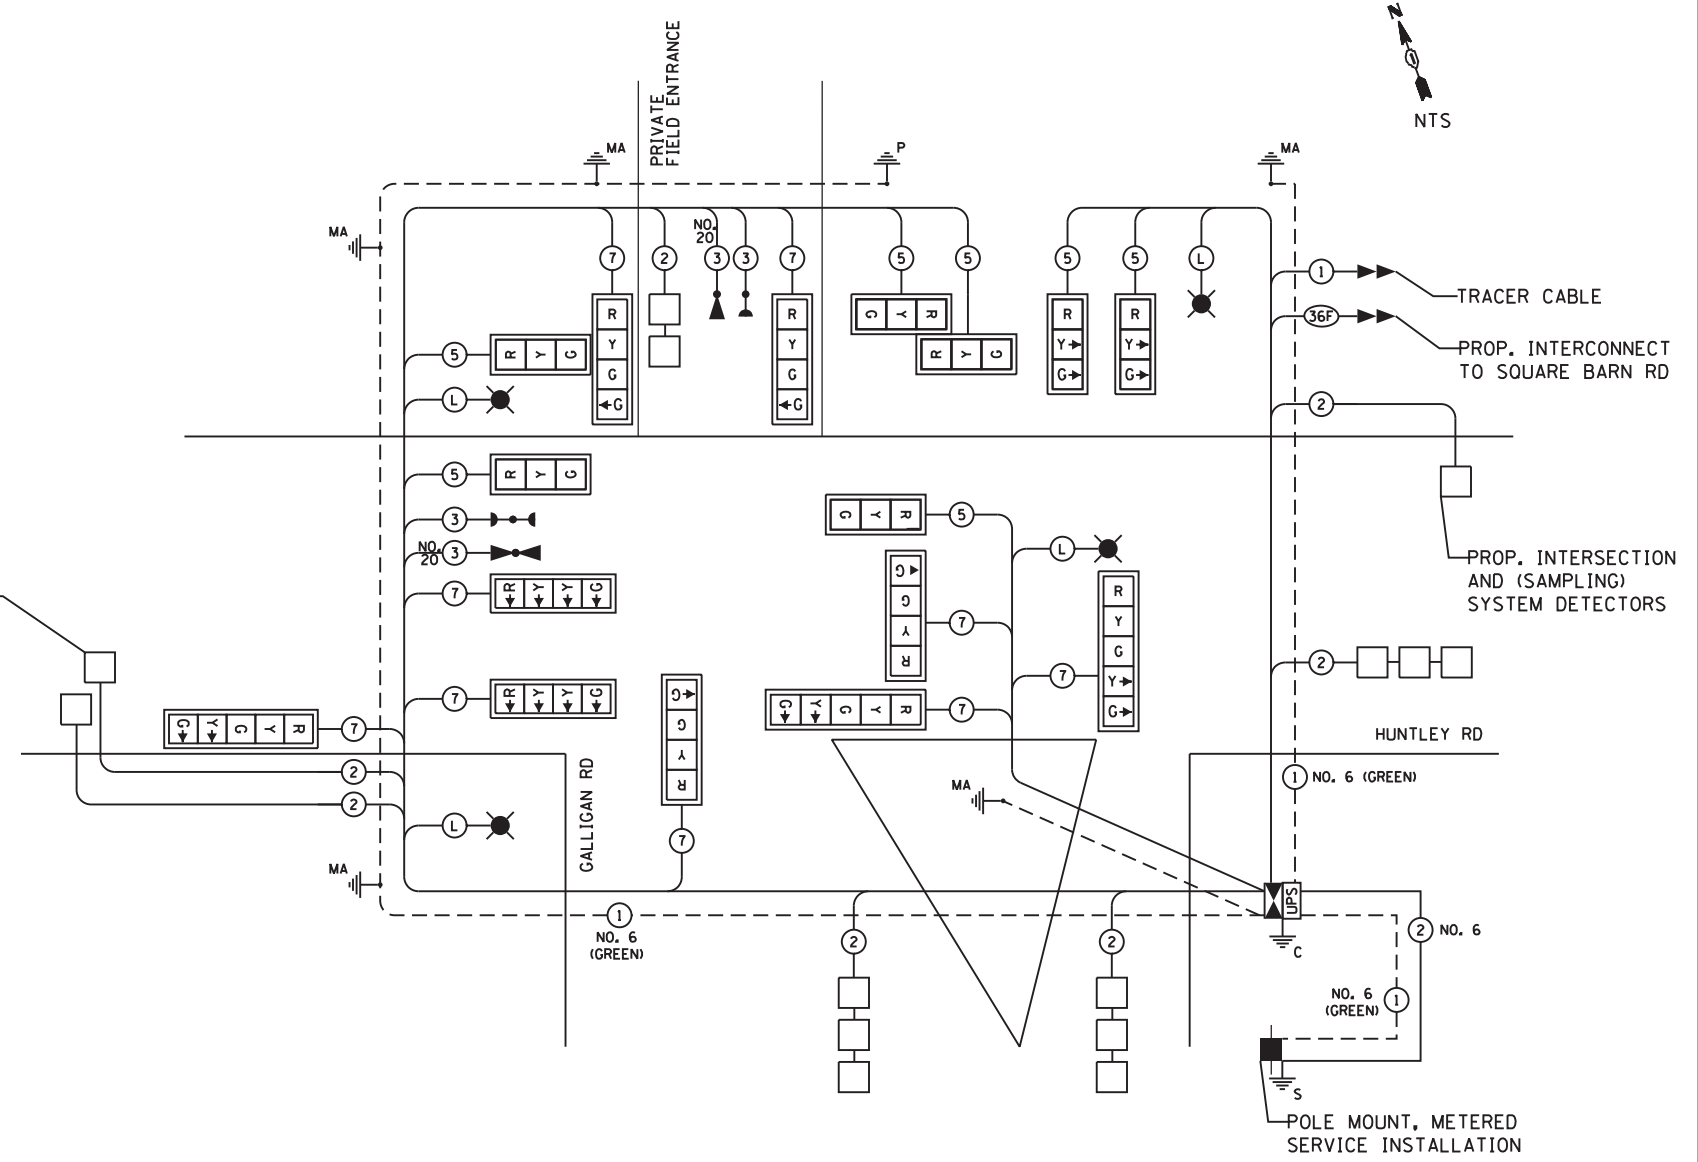 N
NTS
PRIVATE
FIELD ENTRANCE
MA
P
MA
MA
NO.
20
7
2
3
3
7
5
5
5
5
L
1
TRACER CABLE
36F
PROP. INTERCONNECT
TO SQUARE BARN RD
R
Y
G
G
R
Y
G
G
G Y R
R Y G
R
Y
G
R
Y
G
5
R Y G
L
2
5
R Y G
3
NO.
20
3
7
R Y Y G
G Y R
5
L
G
G
Y
R
7
R
Y
G
Y
G
7
PROP. INTERSECTION
AND (SAMPLING)
SYSTEM DETECTORS
2
7
R Y Y G
G
G
Y
R
G Y G Y R
7
G Y G Y R
7
HUNTLEY RD
2
2
1
NO. 6 (GREEN)
MA
L
GALLIGAN RD
7
MA
UPS
1
NO. 6
(GREEN)
2
2
C
2
NO. 6
NO. 6
(GREEN)
1
S
POLE MOUNT, METERED
SERVICE INSTALLATION